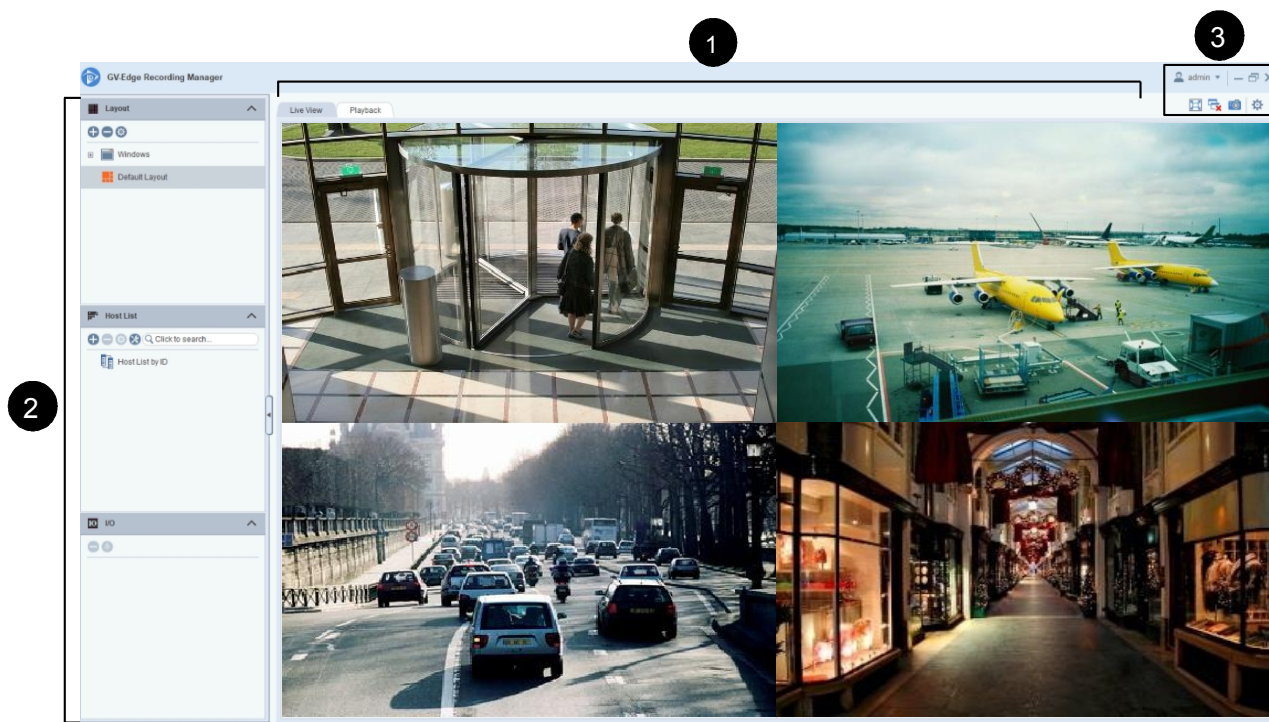 1
3
GV-Edge Recording Manager
admin
Layout
Live View
Playback
Windows
Default Layout
Host List
Click to search...
Host List by ID
2
I/O